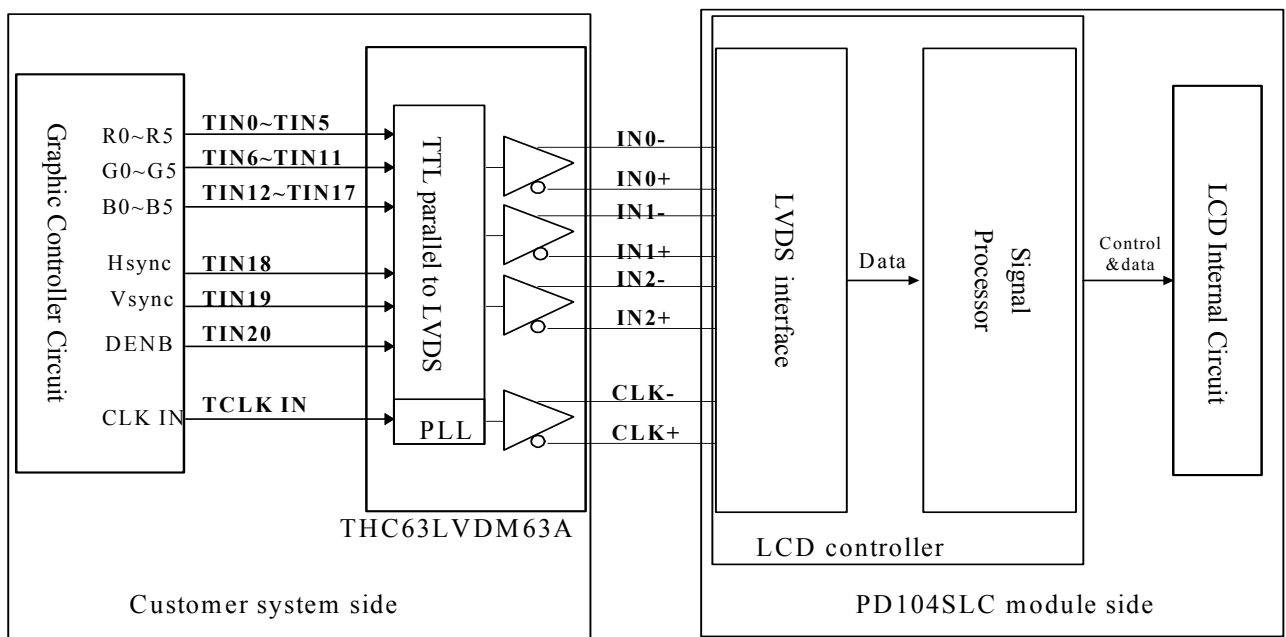 Graphic Controller Circuit
R0~R5
G0~G5
B0~B5
Hsync
Vsync
DENB
CLK IN
TIN0~TIN5
TIN6~TIN11
TIN12~TIN17
TIN18
TIN19
TIN20
TCLK IN
TTL parallel to LVDS
PLL
THC63LVDM63A
Customer system side
IN0-
IN0+
IN1-
IN1+
IN2-
IN2+
CLK-
CLK+
LVDS interface
Data
Signal
Processor
LCD controller
Control
&data
LCD Internal Circuit
PD104SLC module side